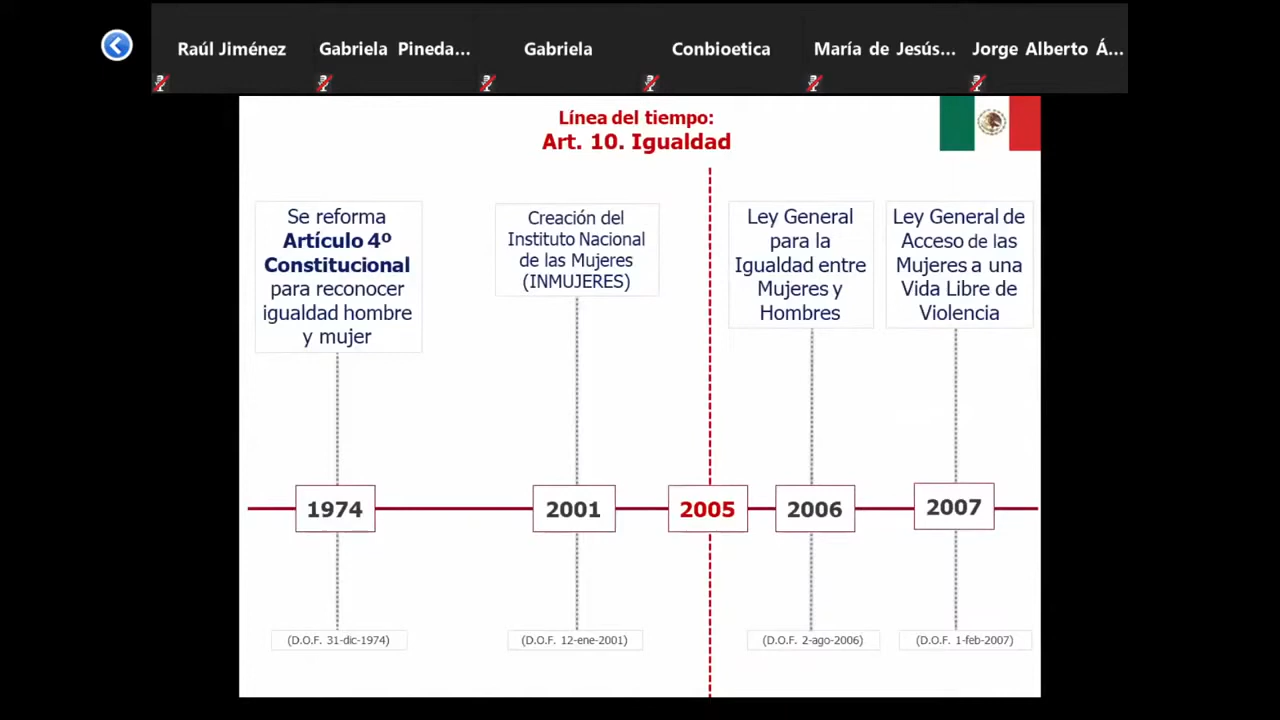 Raúl Jiménez
Gabriela Pineda...
Gabriela
Conbioetica
María de Jesús...
Jorge Alberto Á...
Línea del tiempo:
Art. 10. Igualdad
Se reforma
Artículo 4º
Constitucional
para reconocer
igualdad hombre
y mujer
Creación del
Instituto Nacional
de las Mujeres
(INMUJERES)
Ley General
para la
Igualdad entre
Mujeres y
Hombres
Ley General de
Acceso de las
Mujeres a una
Vida Libre de
Violencia
1974
2001
2005
2006
2007
(D.O.F. 31-dic-1974)
(D.O.F. 12-ene-2001)
(D.O.F. 2-ago-2006)
(D.O.F. 1-feb-2007)